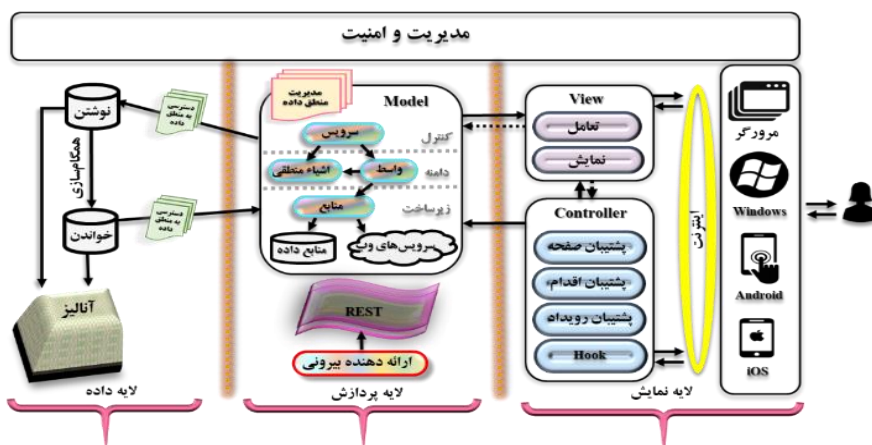 مدیریت و امنیت
مرورگر
Windows
Android
iOS
اینترنت
View
تعامل
نمایش
Controller
پشتیبان صفحه
پشتیبان اقدام
پشتیبان رویداد
Hook
لایه نمایش
مدیریت
منطق داده
Model
کنترل
سرویس
دامنه
واسط
اشیاء منطقی
زیرساخت
منابع
سرویس‌های وب
منابع داده
REST
ارائه دهنده بیرونی
لایه پردازش
دسترسی
به منطق
داده
دسترسی
به منطق
داده
نوشتن
همگام‌سازی
خواندن
آنالیز
لایه داده